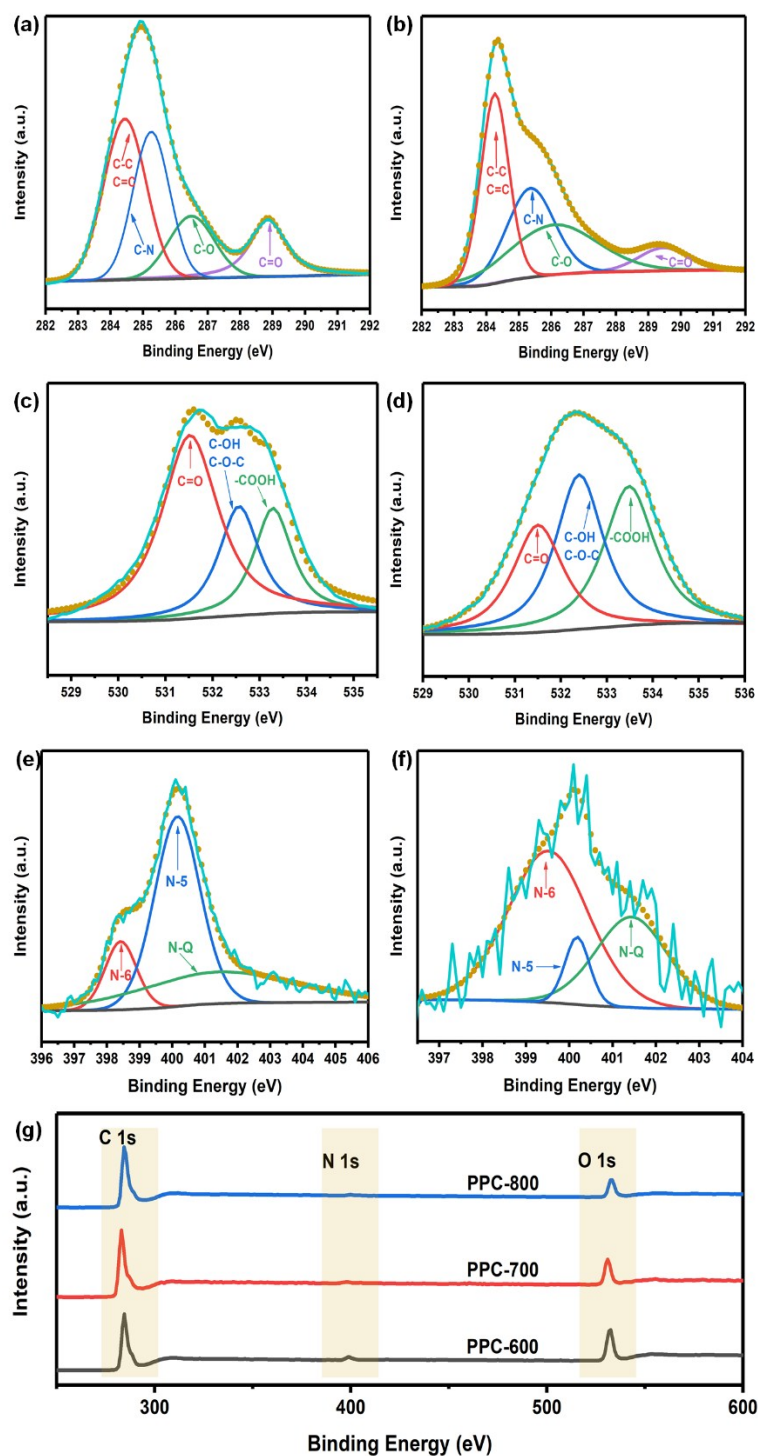 (a)
Intensity (a.u.)
C-C
C=C
C-N
C-O
C=O
282 283 284 285 286 287 288 289 290 291 292
Binding Energy (eV)
(b)
Intensity (a.u.)
C-C
C=C
C-N
C-O
C=O
282 283 284 285 286 287 288 289 290 291 292
Binding Energy (eV)
(c)
Intensity (a.u.)
C=O
C-OH
C-O-C
-COOH
529 530 531 532 533 534 535
Binding Energy (eV)
(d)
Intensity (a.u.)
C=O
C-OH
C-O-C
-COOH
529 530 531 532 533 534 535 536
Binding Energy (eV)
(e)
Intensity (a.u.)
N-5
N-Q
N-6
396 397 398 399 400 401 402 403 404 405 406
Binding Energy (eV)
(f)
Intensity (a.u.)
N-6
N-5
N-Q
397 398 399 400 401 402 403 404
Binding Energy (eV)
(g)
Intensity (a.u.)
C 1s
N 1s
O 1s
PPC-800
PPC-700
PPC-600
300 400 500 600
Binding Energy (eV)